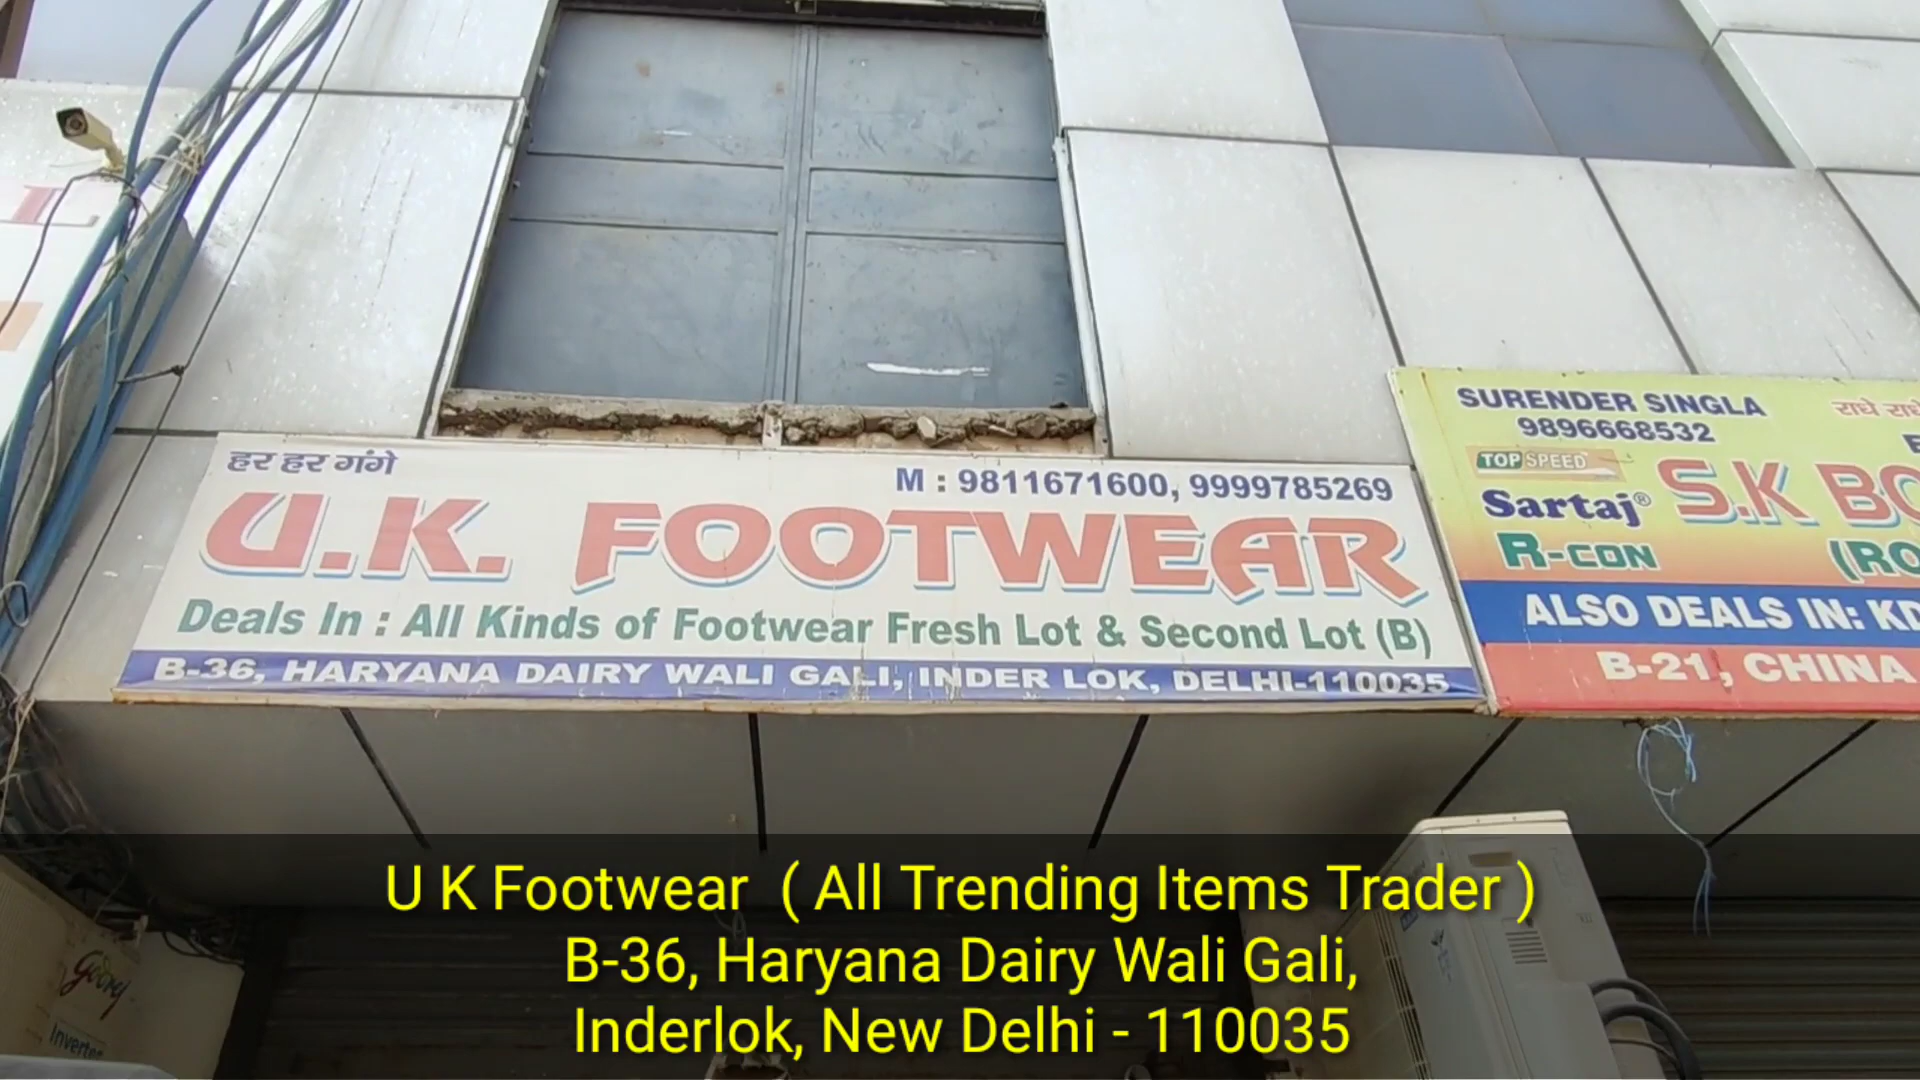 हर हर गंगे
M : 9811671600, 9999785269
U.K. FOOTWEAR
Deals In : All Kinds of Footwear Fresh Lot & Second Lot (B)
B-36, HARYANA DAIRY WALI GALI, INDER LOK, DELHI-110035
SURENDER SINGLA
9896668532
राधे
TOP SPEED
Sartaj®
S.K
R-CON
ALSO DEALS IN:
B-21, CHINA
Godrej
Inverter
U K Footwear ( All Trending Items Trader )
B-36, Haryana Dairy Wali Gali,
Inderlok, New Delhi - 110035